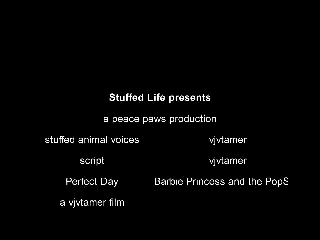 Stuffed Life presents
a peace paws production
stuffed animal voices vjvtamer
script vjvtamer
Perfect Day Barbie Princess and the PopS
a vjvtamer film